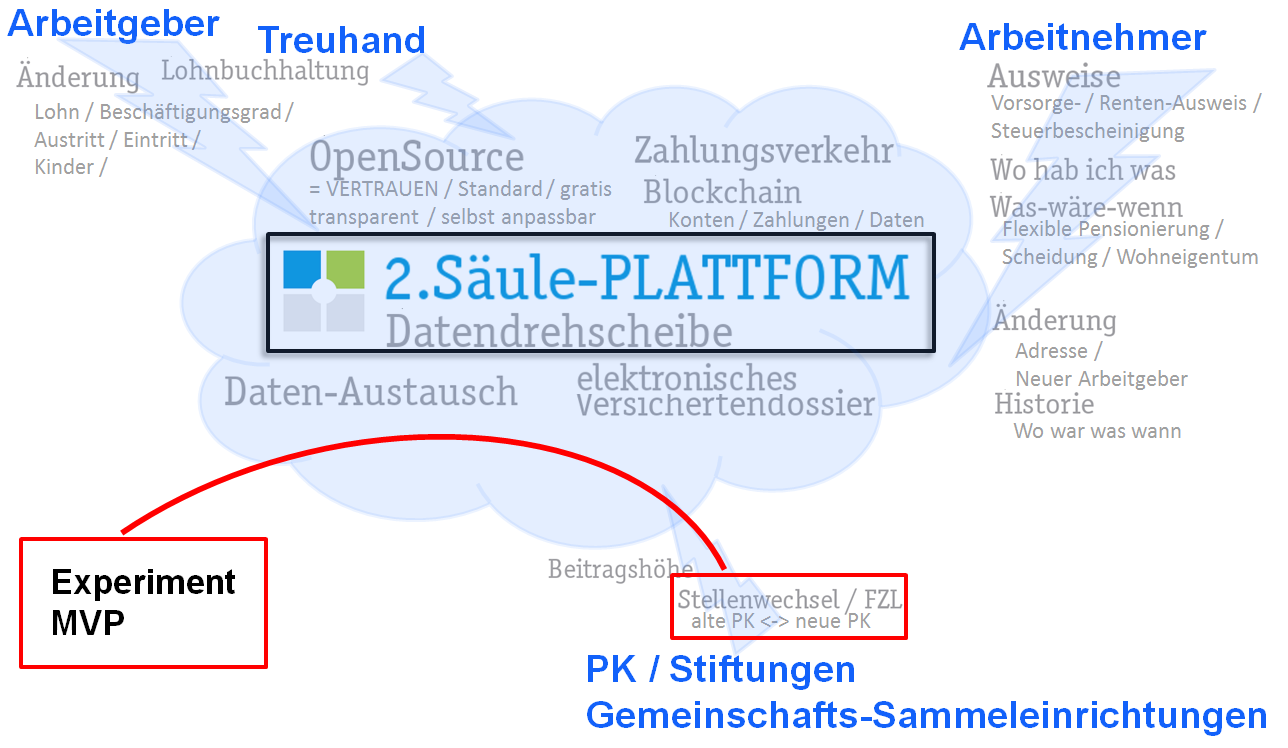 Arbeitgeber
Änderung
Lohn / Beschäftigungsgrad /
Austritt / Eintritt /
Kinder /
Treuhand
Lohnbuchhaltung
Arbeitnehmer
Ausweise
Vorsorge- / Renten-Ausweis /
Steuerbescheinigung
Wo hab ich was
Was-wäre-wenn
Flexible Pensionierung /
Scheidung / Wohneigentum
Änderung
Adresse /
Neuer Arbeitgeber
Historie
Wo war was wann
OpenSource
= VERTRAUEN / Standard / gratis
transparent / selbst anpassbar
Zahlungsverkehr
Blockchain
Konten / Zahlungen / Daten
2.Säule-PLATTFORM
Datendrehscheibe
Daten-Austausch
elektronisches
Versichertendossier
Experiment
MVP
Beitragshöhe
Stellenwechsel / FZL
alte PK <-> neue PK
PK / Stiftungen
Gemeinschafts-Sammeleinrichtungen